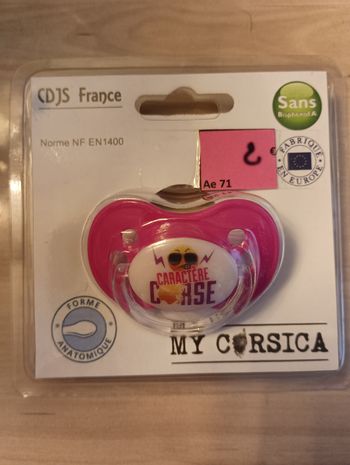 CDJS France
Sans
Bisphénol A
Norme NF EN1400
€
Ae 71
FABRIQUÉ
EN EUROPE
CARACTÈRE
CORSE
FORME
ANATOMIQUE
MY CORSICA